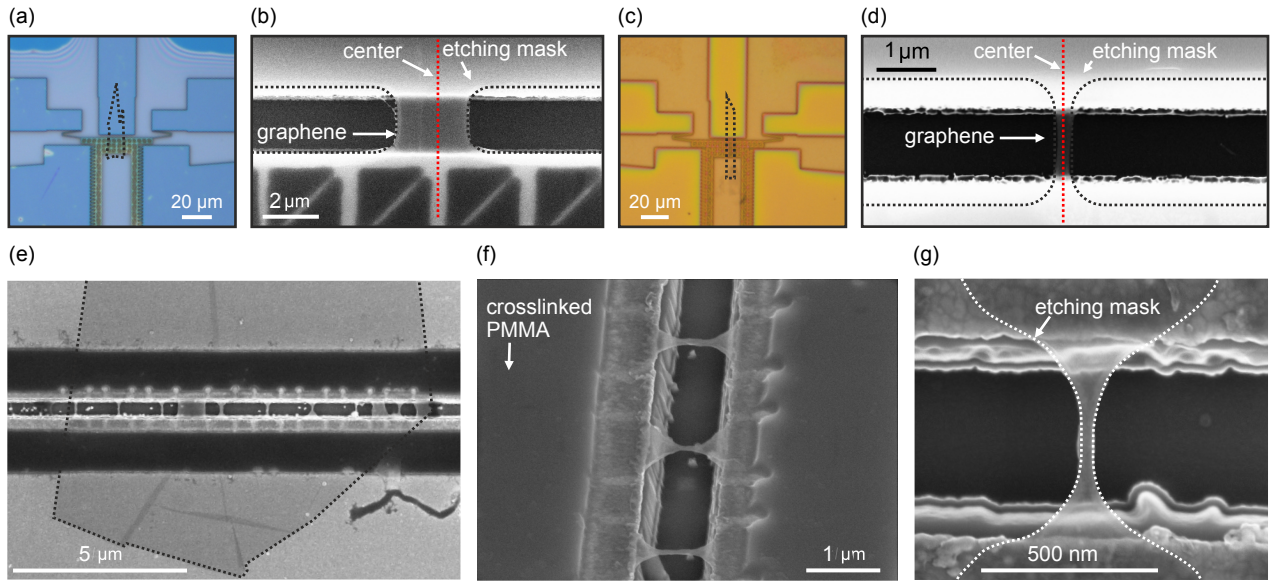 (a)
20 µm
(b)
center
etching mask
graphene
2 µm
(c)
20 µm
(d)
1 µm
center
etching mask
graphene
(e)
5 µm
(f)
crosslinked
PMMA
1 µm
(g)
etching mask
500 nm